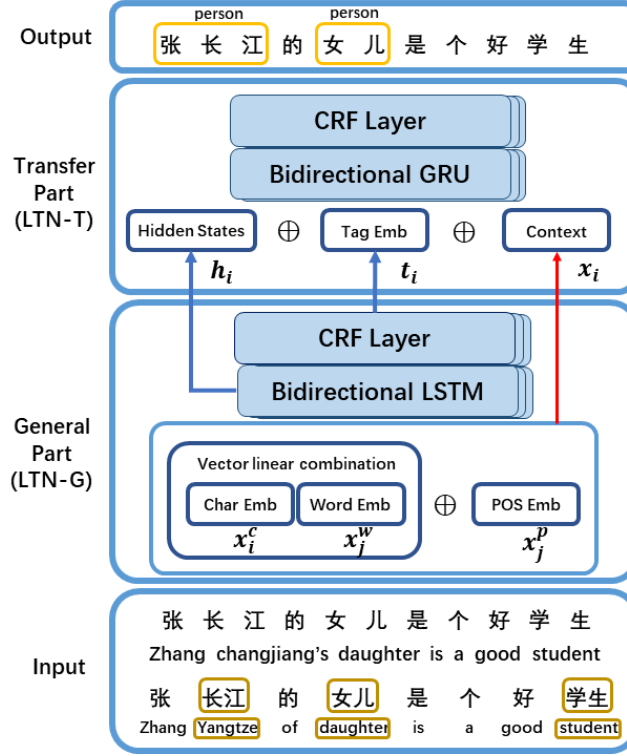 person person
Output
张 长 江 的 女 儿 是 个 好 学 生
Transfer
Part
(LTN-T)
CRF Layer
Bidirectional GRU
Hidden States ⊕ Tag Emb ⊕ Context
h_i t_i x_i
General
Part
(LTN-G)
CRF Layer
Bidirectional LSTM
Vector linear combination
Char Emb Word Emb ⊕ POS Emb
x_i^c x_j^w x_j^p
Input
张 长 江 的 女 儿 是 个 好 学 生
Zhang changjiang's daughter is a good student
张 长江 的 女儿 是 个 好 学生
Zhang Yangtze of daughter is a good student